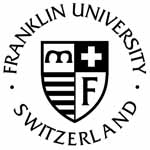 · FRANKLIN UNIVERSITY ·
SWITZERLAND
F